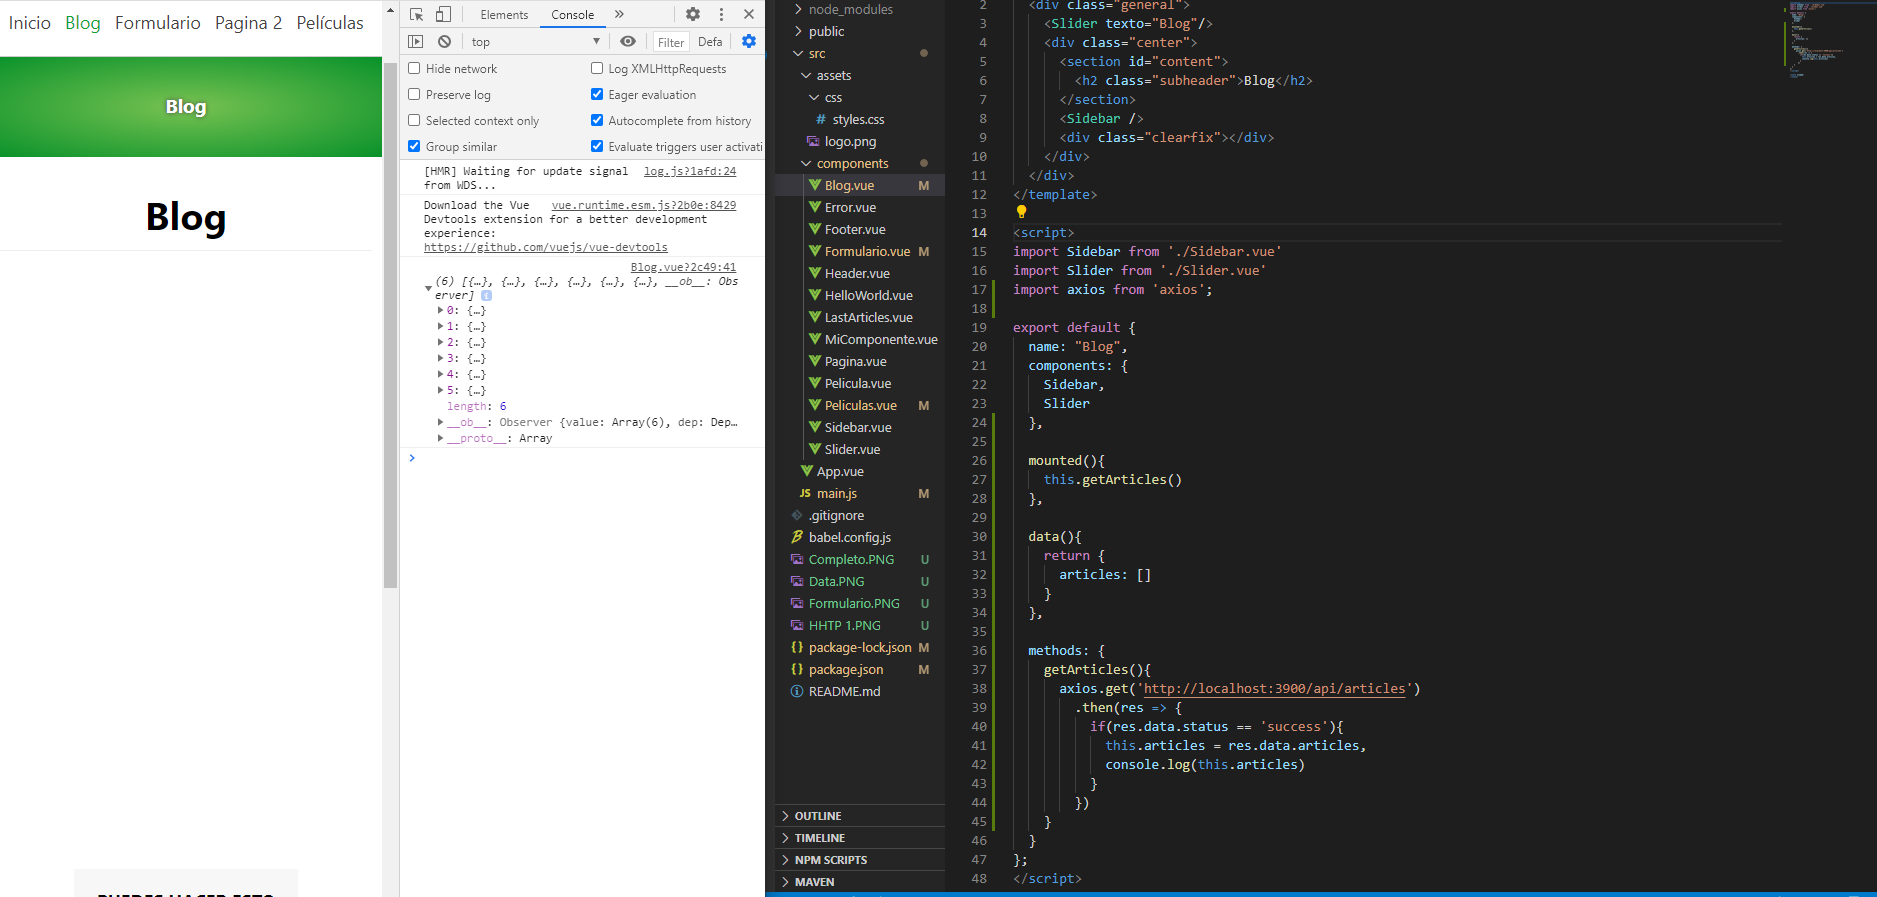 Inicio Blog Formulario Pagina 2 Películas
Blog
Blog
Elements Console »
top Filter Defa
Hide network Log XMLHttpRequests
Preserve log Eager evaluation
Selected context only Autocomplete from history
Group similar Evaluate triggers user activati
[HMR] Waiting for update signal log.js?1afd:24
from WDS...
Download the Vue vue.runtime.esm.js?2b0e:8429
Devtools extension for a better development
experience:
https://github.com/vuejs/vue-devtools
Blog.vue?2c49:41
(6) [{…}, {…}, {…}, {…}, {…}, {…}, __ob__: Obs
erver] i
0: {…}
1: {…}
2: {…}
3: {…}
4: {…}
5: {…}
length: 6
__ob__: Observer {value: Array(6), dep: Dep…
__proto__: Array
node_modules
public
src
assets
css
# styles.css
logo.png
components
Blog.vue M
Error.vue
Footer.vue
Formulario.vue M
Header.vue
HelloWorld.vue
LastArticles.vue
MiComponente.vue
Pagina.vue
Pelicula.vue
Peliculas.vue M
Sidebar.vue
Slider.vue
App.vue
JS main.js M
.gitignore
babel.config.js
Completo.PNG U
Data.PNG U
Formulario.PNG U
HHTP 1.PNG U
{} package-lock.json M
{} package.json M
README.md
OUTLINE
TIMELINE
NPM SCRIPTS
MAVEN
2 <div class="general">
3 <Slider texto="Blog"/>
4 <div class="center">
5 <section id="content">
6 <h2 class="subheader">Blog</h2>
7 </section>
8 <Sidebar />
9 <div class="clearfix"></div>
10 </div>
11 </div>
12 </template>
13
14 <script>
15 import Sidebar from './Sidebar.vue'
16 import Slider from './Slider.vue'
17 import axios from 'axios';
18
19 export default {
20 name: "Blog",
21 components: {
22 Sidebar,
23 Slider
24 },
25
26 mounted(){
27 this.getArticles()
28 },
29
30 data(){
31 return {
32 articles: []
33 }
34 },
35
36 methods: {
37 getArticles(){
38 axios.get('http://localhost:3900/api/articles')
39 .then(res => {
40 if(res.data.status == 'success'){
41 this.articles = res.data.articles,
42 console.log(this.articles)
43 }
44 })
45 }
46 }
47 };
48 </script>